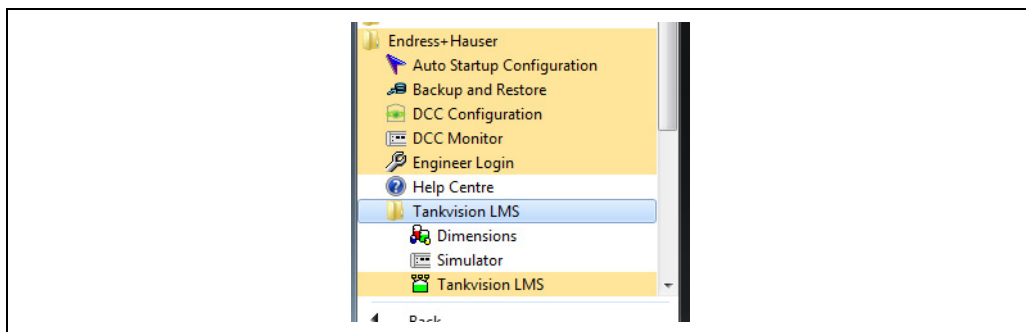 Endress+Hauser
Auto Startup Configuration
Backup and Restore
DCC Configuration
DCC Monitor
Engineer Login
Help Centre
Tankvision LMS
Dimensions
Simulator
Tankvision LMS
Back